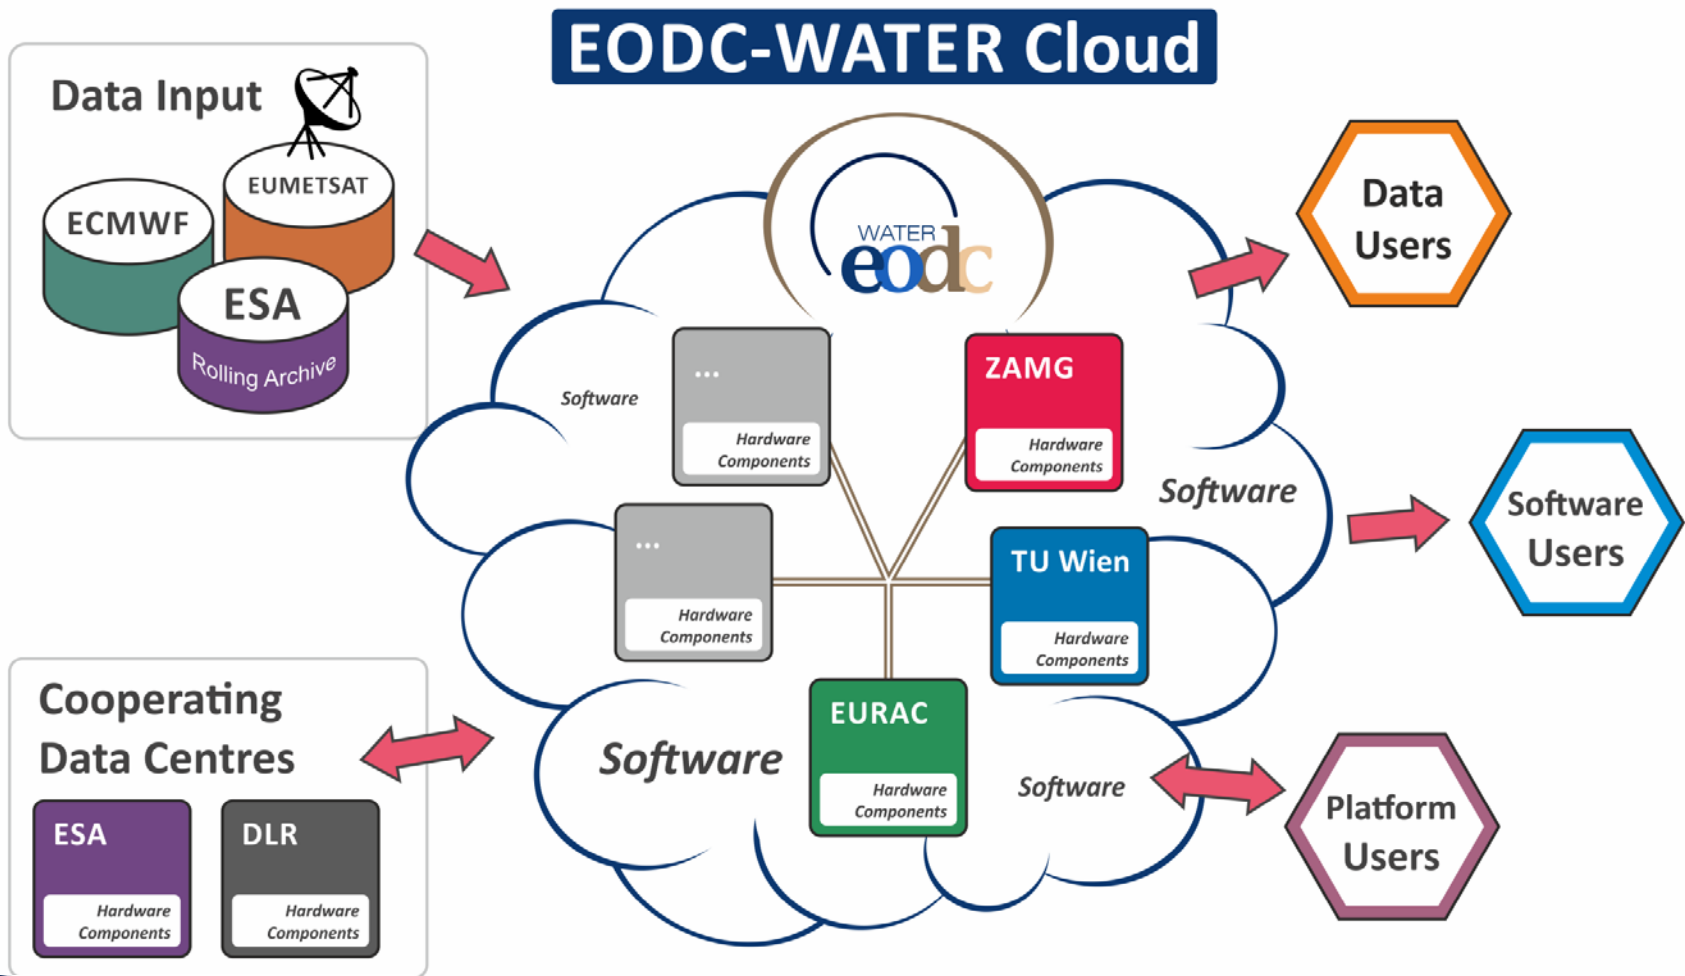 EODC-WATER Cloud
Data Input
EUMETSAT
ECMWF
ESA
Rolling Archive
WATER
eodc
...
Hardware
Components
ZAMG
Hardware
Components
Software
Software
...
Hardware
Components
TU Wien
Hardware
Components
EURAC
Hardware
Components
Software
Software
Data
Users
Software
Users
Platform
Users
Cooperating
Data Centres
ESA
Hardware
Components
DLR
Hardware
Components